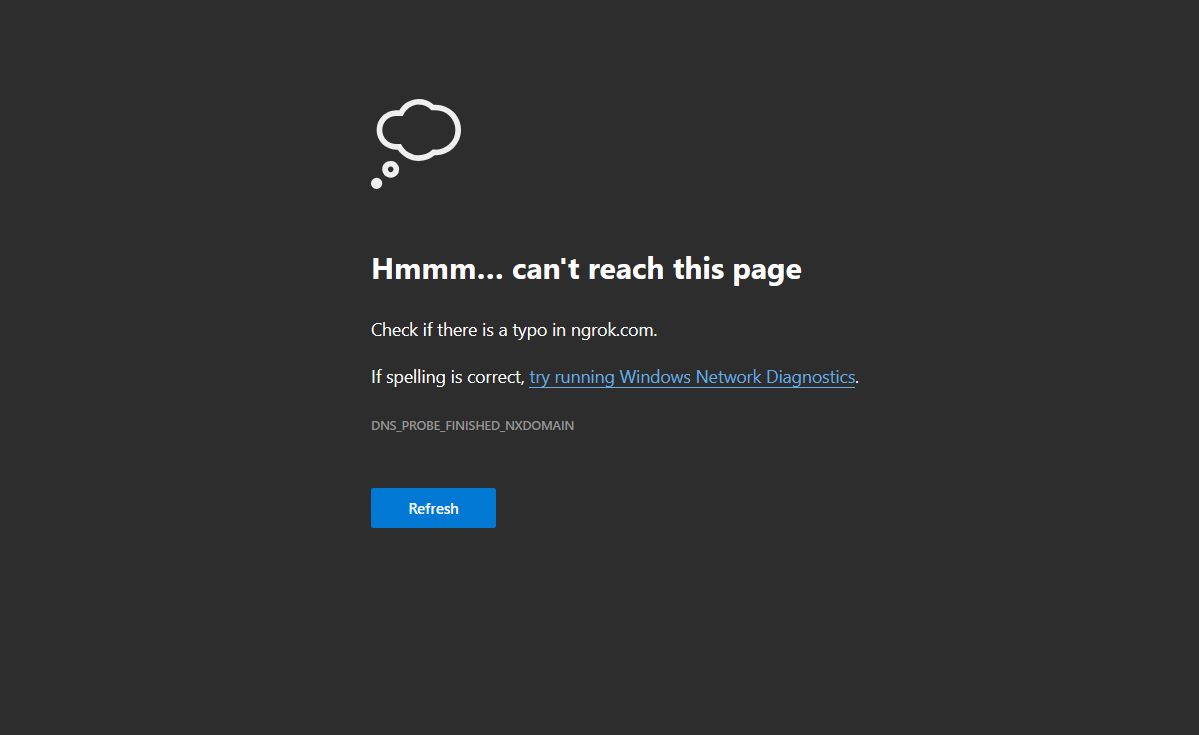 Hmmm... can't reach this page
Check if there is a typo in ngrok.com.
If spelling is correct, try running Windows Network Diagnostics.
DNS_PROBE_FINISHED_NXDOMAIN
Refresh